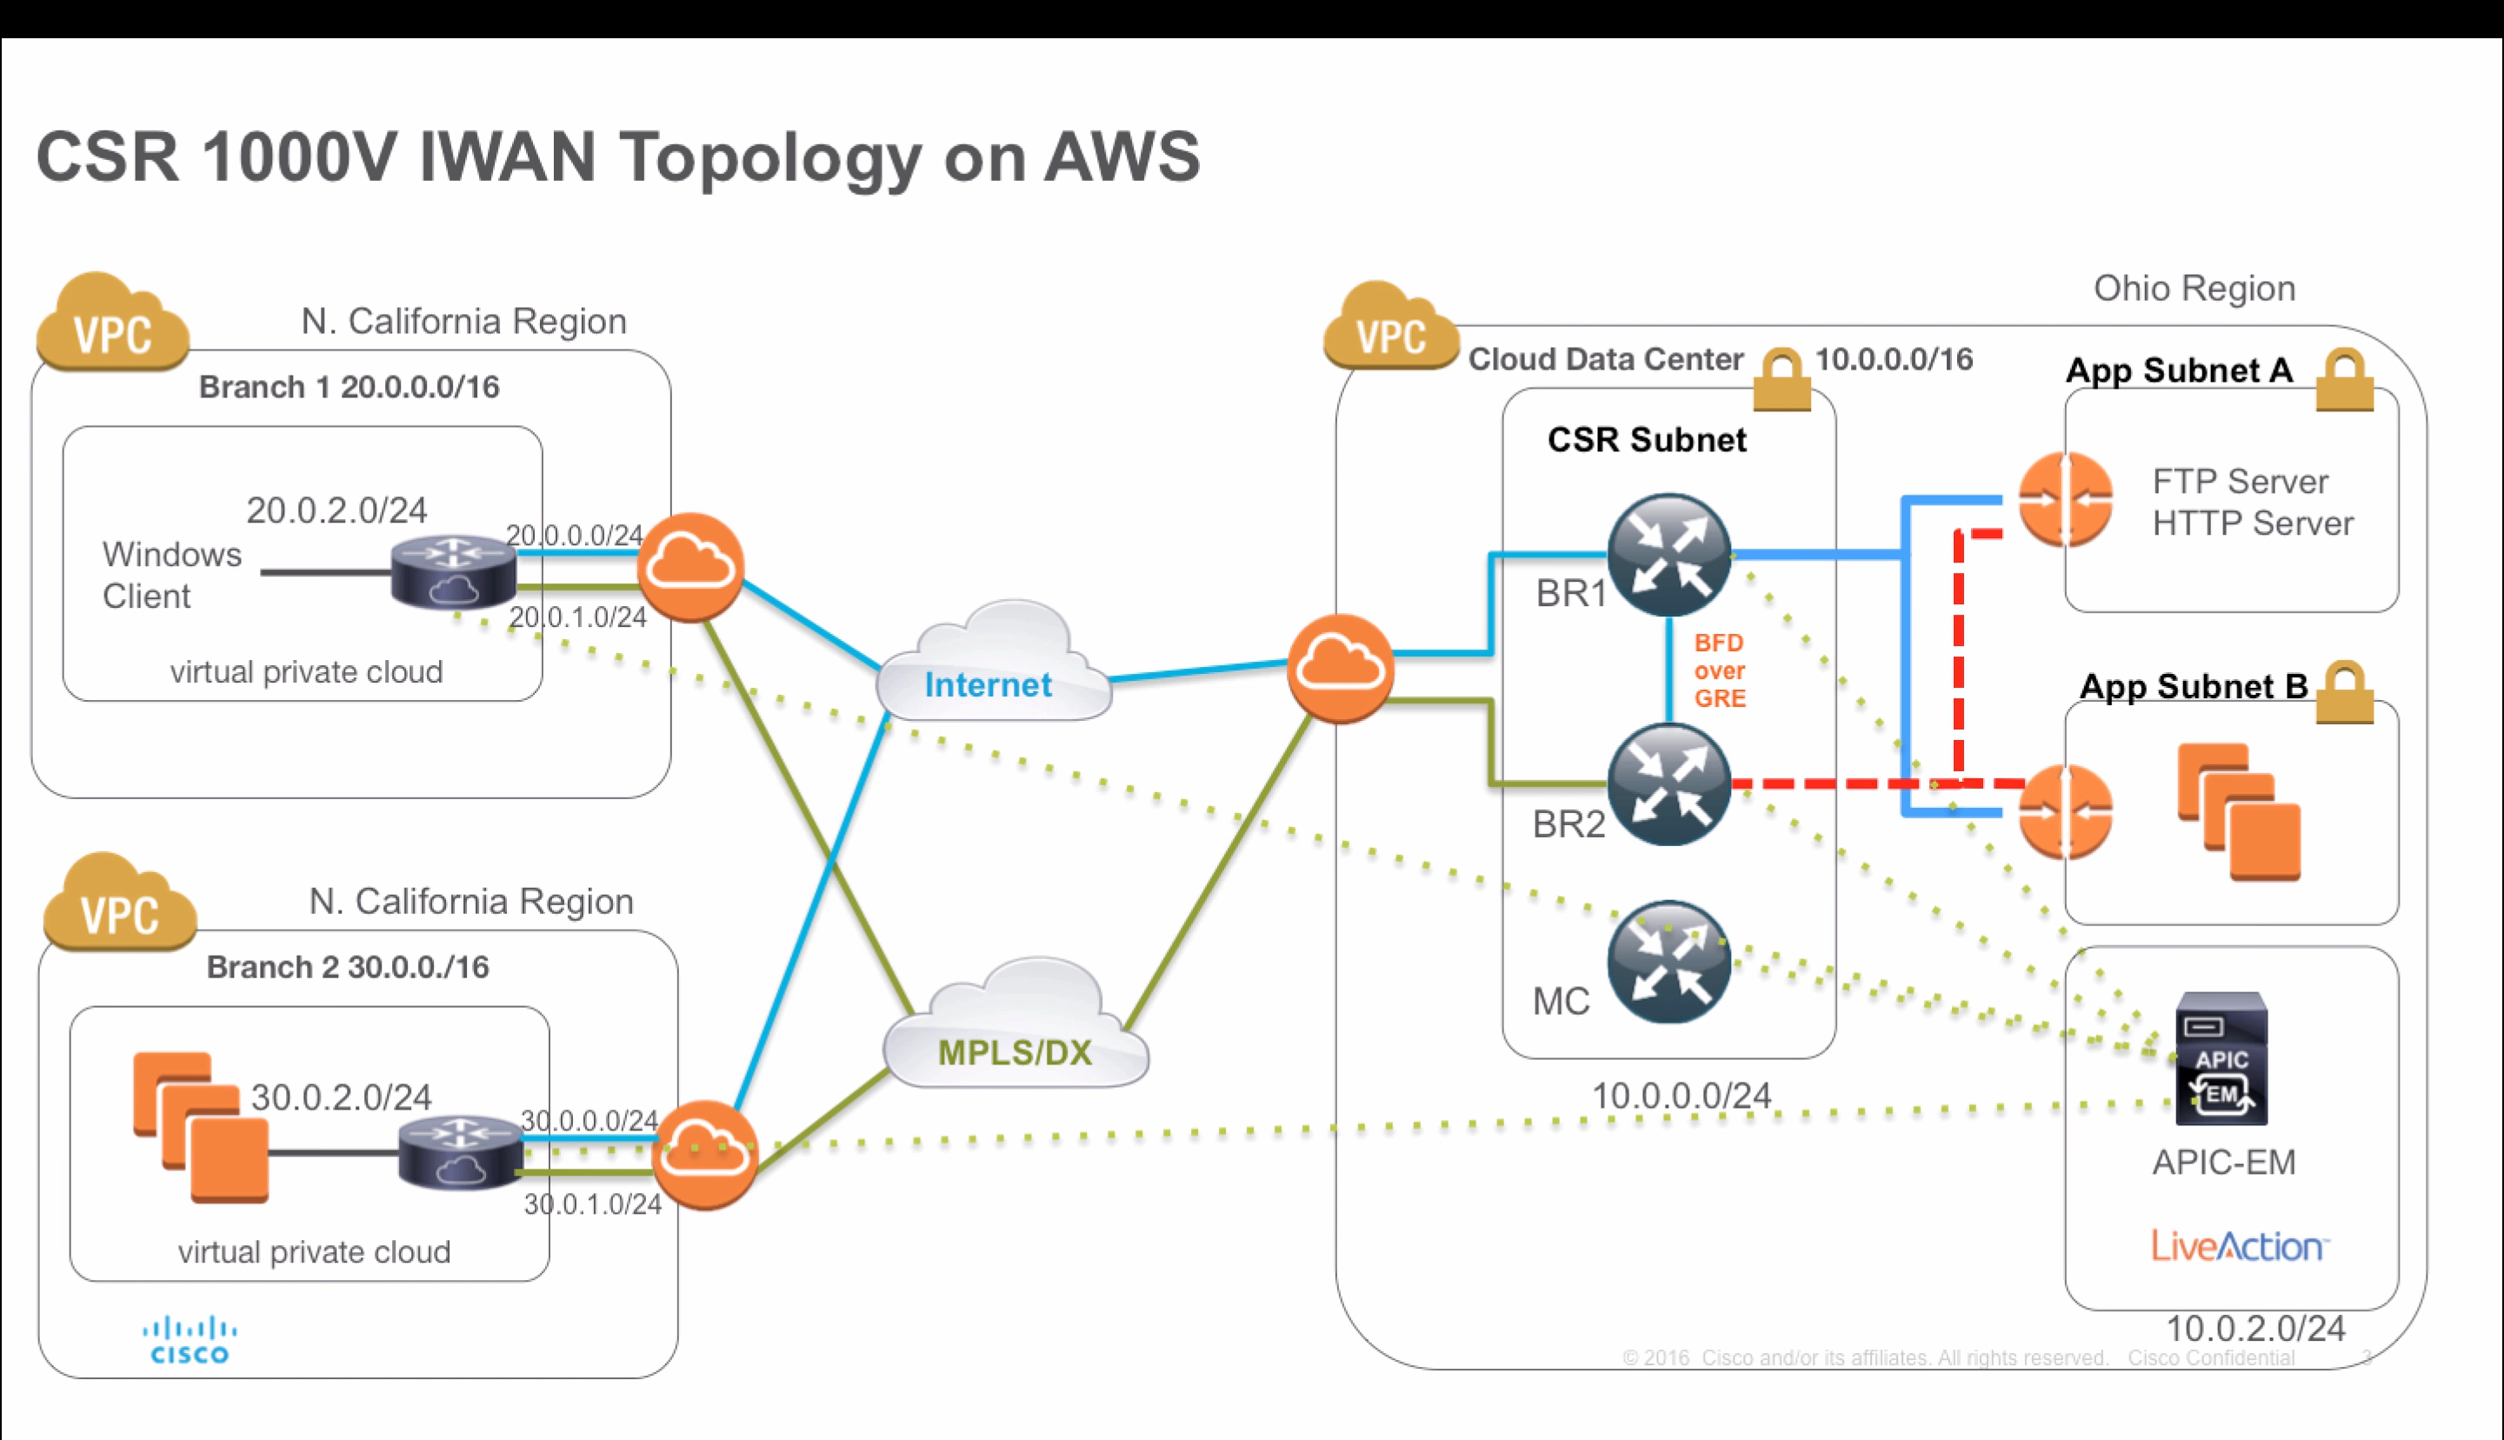 CSR 1000V IWAN Topology on AWS
VPC
N. California Region
Branch 1 20.0.0.0/16
20.0.2.0/24
Windows
Client
20.0.0.0/24
20.0.1.0/24
virtual private cloud
VPC
N. California Region
Branch 2 30.0.0./16
30.0.2.0/24
30.0.0.0/24
30.0.1.0/24
virtual private cloud
CISCO
Internet
MPLS/DX
VPC
Ohio Region
Cloud Data Center
10.0.0.0/16
CSR Subnet
BR1
BFD
over
GRE
BR2
MC
10.0.0.0/24
App Subnet A
FTP Server
HTTP Server
App Subnet B
APIC
EM
APIC-EM
LiveAction
10.0.2.0/24
© 2016 Cisco and/or its affiliates. All rights reserved. Cisco Confidential
3